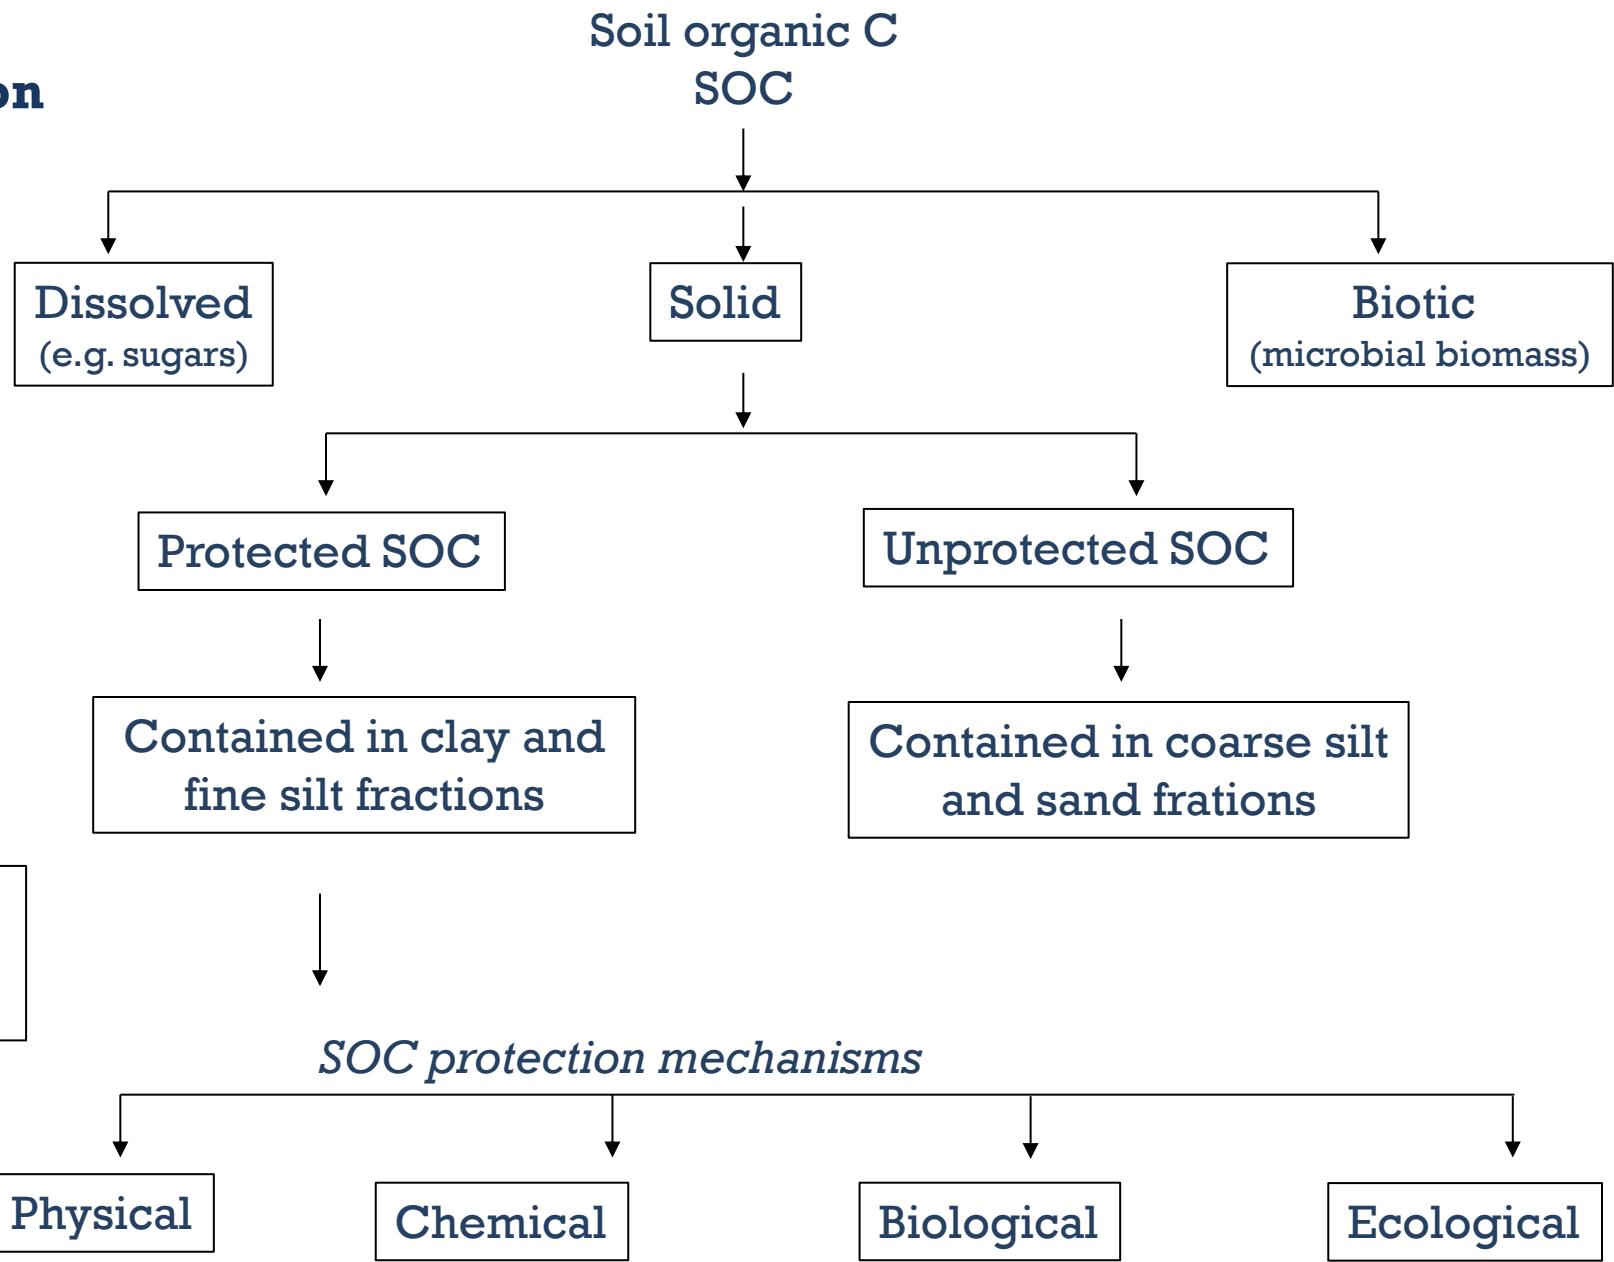 Soil organic C
SOC
on
Dissolved
(e.g. sugars)
Solid
Biotic
(microbial biomass)
Protected SOC
Unprotected SOC
Contained in clay and
fine silt fractions
Contained in coarse silt
and sand frations
SOC protection mechanisms
Physical
Chemical
Biological
Ecological